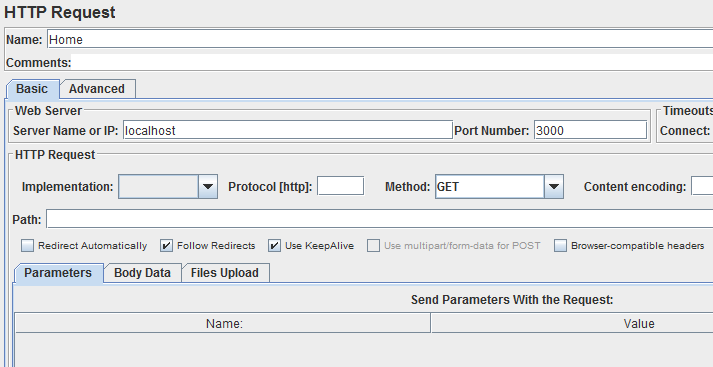 HTTP Request
Name: Home
Comments:
Basic Advanced
Web Server Timeouts
Server Name or IP: localhost Port Number: 3000 Connect:
HTTP Request
Implementation: Protocol [http]: Method: GET Content encoding:
Path:
Redirect Automatically Follow Redirects Use KeepAlive Use multipart/form-data for POST Browser-compatible headers
Parameters Body Data Files Upload
Send Parameters With the Request:
Name: Value